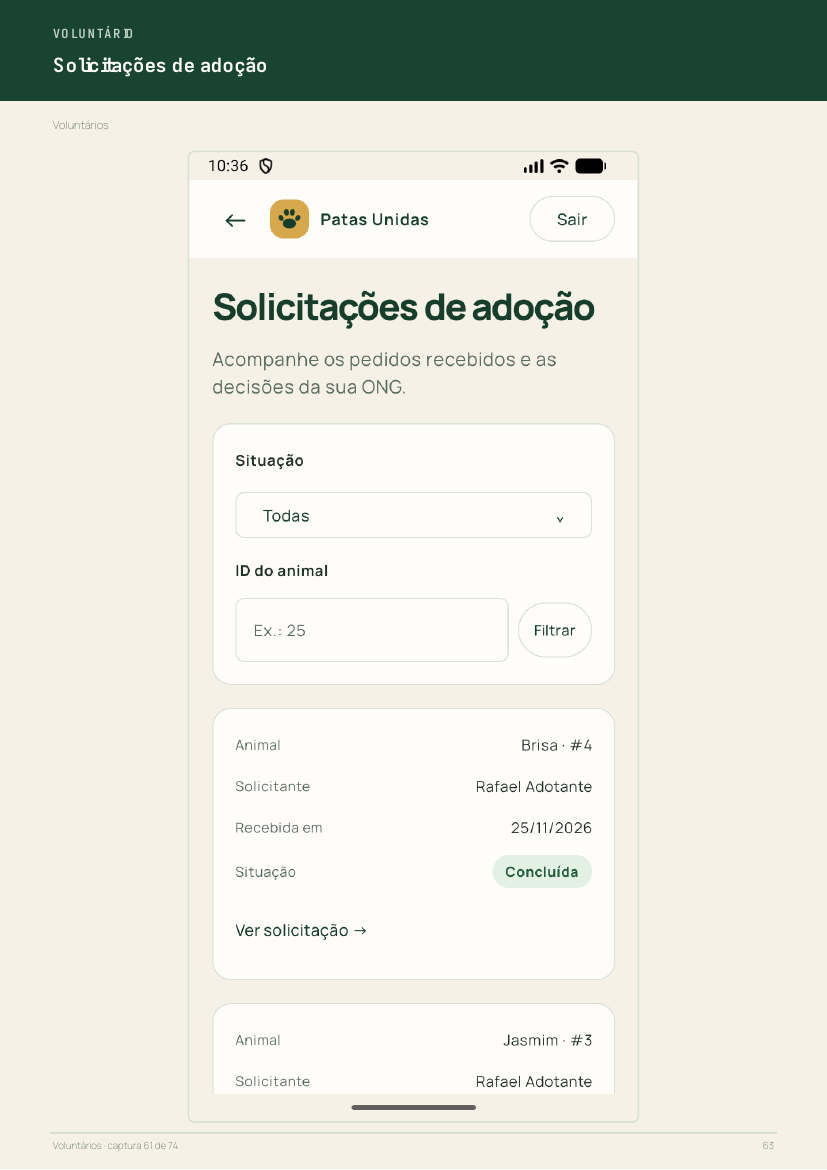 VOLUNTÁRIO
Solicitações de adoção
Voluntários
10:36
Patas Unidas
Sair
Solicitações de adoção
Acompanhe os pedidos recebidos e as
decisões da sua ONG.
Situação
Todas
ID do animal
Ex.: 25
Filtrar
Animal Brisa · #4
Solicitante Rafael Adotante
Recebida em 25/11/2026
Situação Concluída
Ver solicitação →
Animal Jasmim · #3
Solicitante Rafael Adotante
Voluntários · captura 61 de 74
63